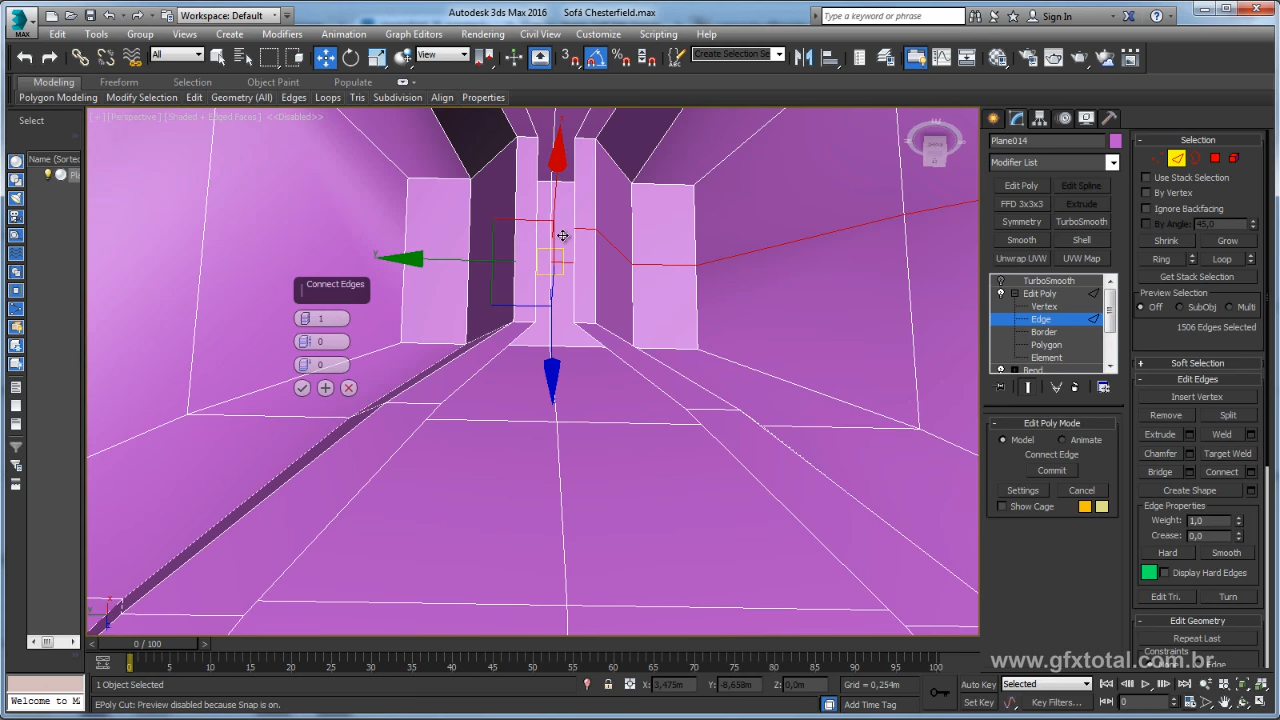 Autodesk 3ds Max 2016    Sofá Chesterfield.max
MAX
Workspace: Default
Type a keyword or phrase
Sign In
Edit Tools Group Views Create Modifiers Animation Graph Editors Rendering Civil View Customize Scripting Help
All
View
Create Selection Se
Modeling Freeform Selection Object Paint Populate
Polygon Modeling Modify Selection Edit Geometry (All) Edges Loops Tris Subdivision Align Properties
Select
Name (Sorted
[+] [Perspective] [Shaded + Edged Faces] <<Disabled>>
Connect Edges
1
0
0
Plane014
Modifier List
Edit Poly Edit Spline
FFD 3x3x3 Extrude
Symmetry TurboSmooth
Smooth Shell
Unwrap UVW UVW Map
TurboSmooth
Edit Poly
Vertex
Edge
Border
Polygon
Element
Bend
Edit Poly Mode
Model Animate
Connect Edge
Commit
Settings Cancel
Show Cage
Selection
Use Stack Selection
By Vertex
Ignore Backfacing
By Angle: 45,0
Shrink Grow
Ring Loop
Get Stack Selection
Preview Selection
Off SubObj Multi
1506 Edges Selected
Soft Selection
Edit Edges
Insert Vertex
Remove Split
Extrude Weld
Chamfer Target Weld
Bridge Connect
Create Shape
Edge Properties
Weight: 1,0
Crease: 0,0
Hard Smooth
Display Hard Edges
Edit Tri. Turn
Edit Geometry
Repeat Last
Constraints
0 / 100
0 5 10 15 20 25 30 35 40 45 50 55 60 65 70 75 80 85 90 95 100
www.gfxtotal.com.br
1 Object Selected
X: 3,475m Y: -8,658m Z: 0,0m
Grid = 0,254m
Auto Key Selected
Welcome to M
EPoly Cut: Preview disabled because Snap is on.
Add Time Tag
Set Key Key Filters...
0